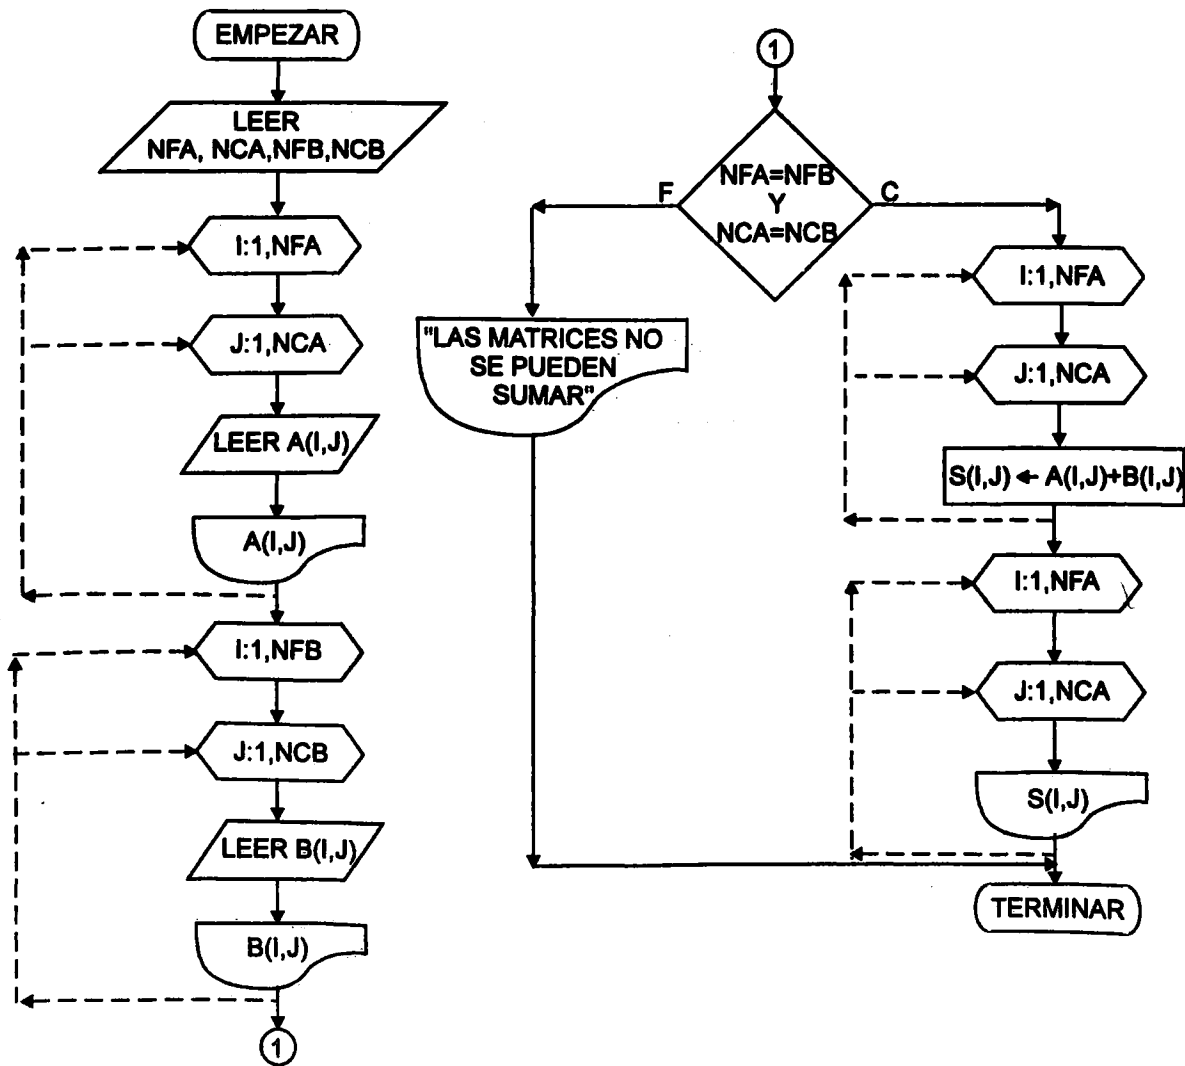 EMPEZAR
LEER
NFA, NCA,NFB,NCB
I:1,NFA
J:1,NCA
LEER A(I,J)
A(I,J)
I:1,NFB
J:1,NCB
LEER B(I,J)
B(I,J)
1
1
NFA=NFB
Y
NCA=NCB
F
C
"LAS MATRICES NO
SE PUEDEN
SUMAR"
I:1,NFA
J:1,NCA
S(I,J) ← A(I,J)+B(I,J)
I:1,NFA
J:1,NCA
S(I,J)
TERMINAR